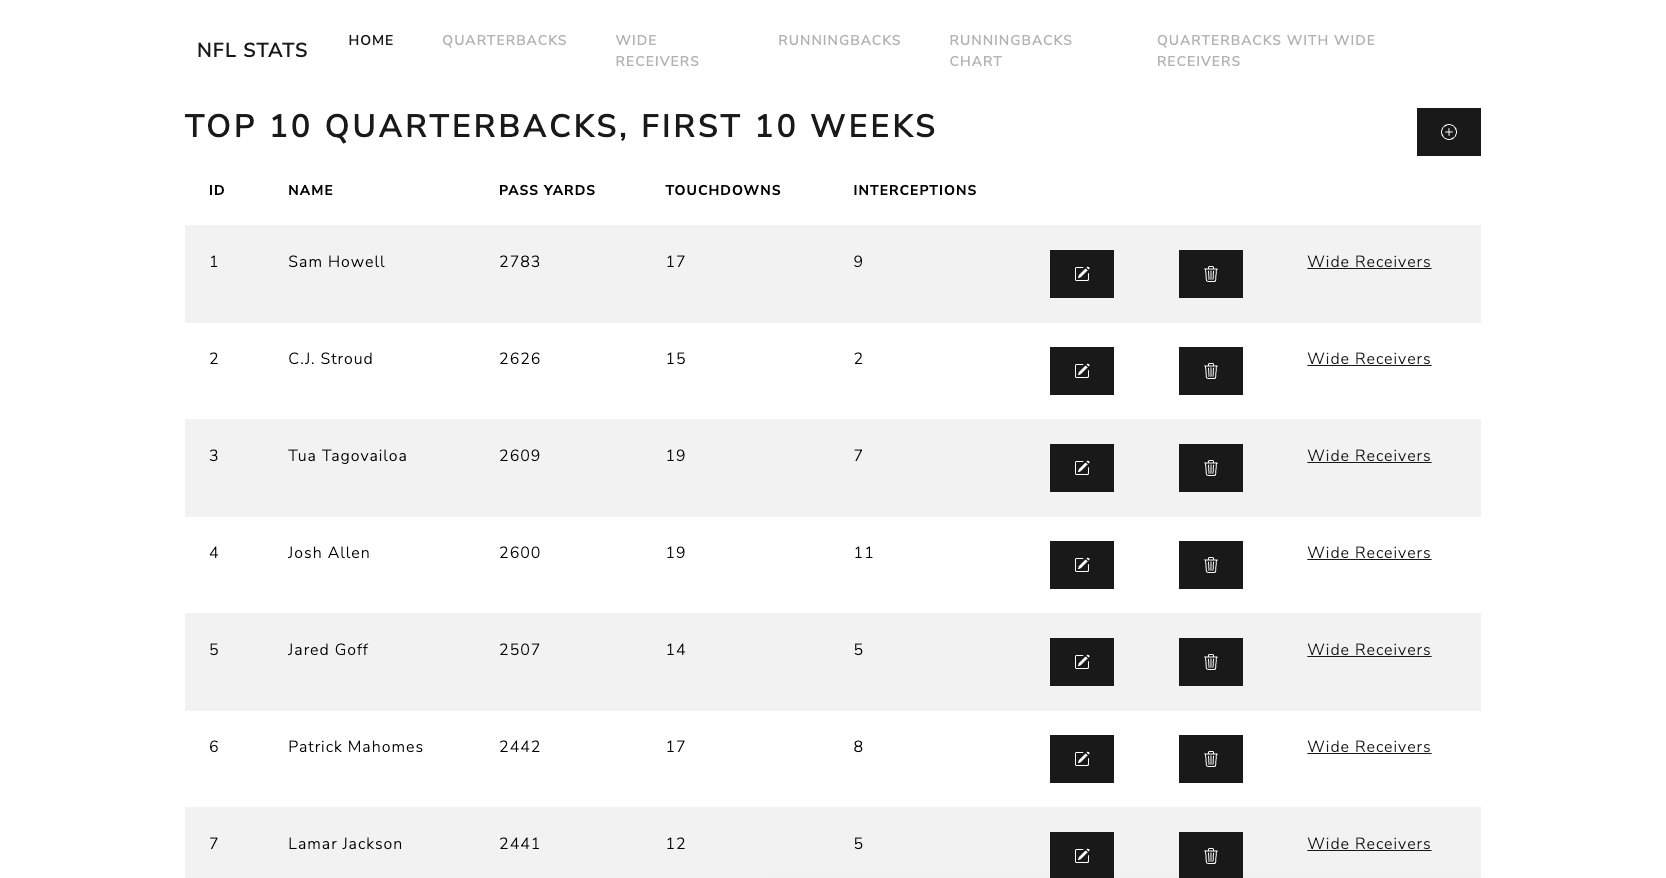 NFL STATS HOME QUARTERBACKS WIDE RECEIVERS RUNNINGBACKS RUNNINGBACKS CHART QUARTERBACKS WITH WIDE RECEIVERS
TOP 10 QUARTERBACKS, FIRST 10 WEEKS
ID NAME PASS YARDS TOUCHDOWNS INTERCEPTIONS
1 Sam Howell 2783 17 9 Wide Receivers
2 C.J. Stroud 2626 15 2 Wide Receivers
3 Tua Tagovailoa 2609 19 7 Wide Receivers
4 Josh Allen 2600 19 11 Wide Receivers
5 Jared Goff 2507 14 5 Wide Receivers
6 Patrick Mahomes 2442 17 8 Wide Receivers
7 Lamar Jackson 2441 12 5 Wide Receivers